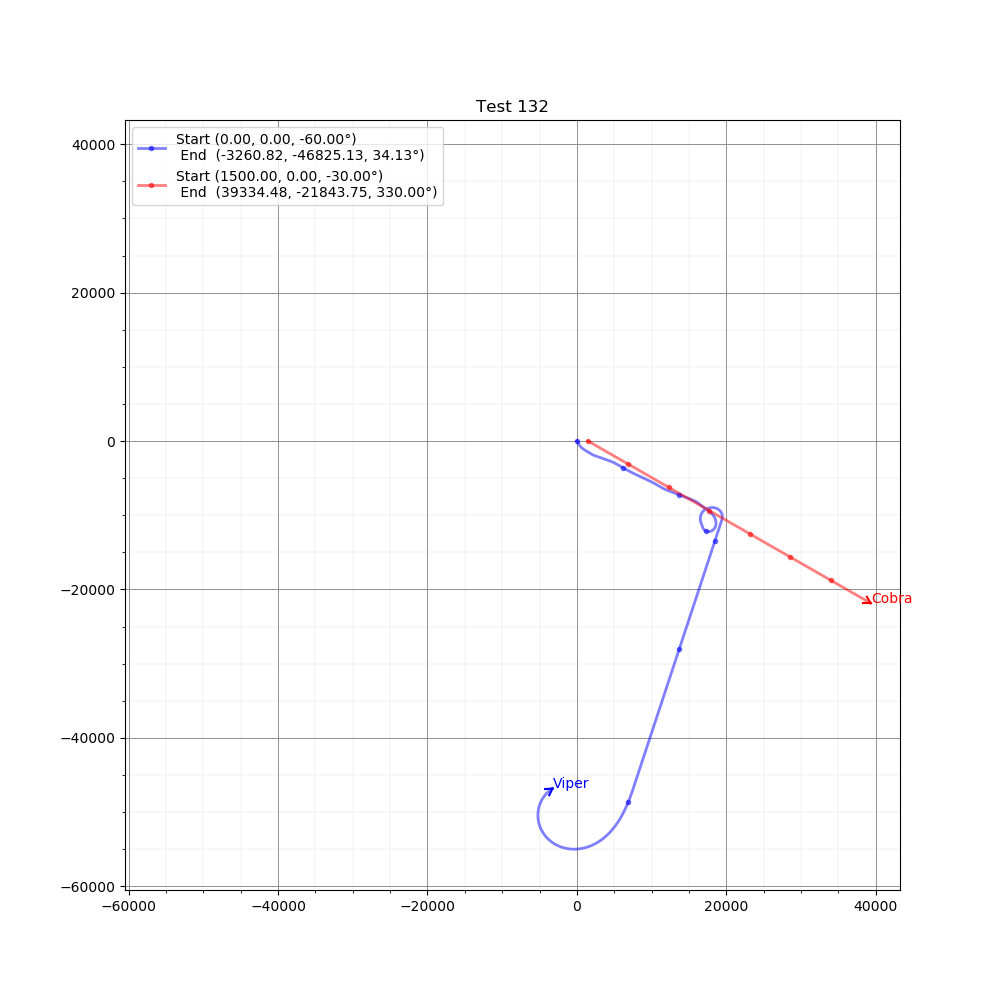 Test 132
Start (0.00, 0.00, -60.00°)
End (-3260.82, -46825.13, 34.13°)
Start (1500.00, 0.00, -30.00°)
End (39334.48, -21843.75, 330.00°)
40000
20000
0
−20000
−40000
−60000
Cobra
Viper
−60000 −40000 −20000 0 20000 40000